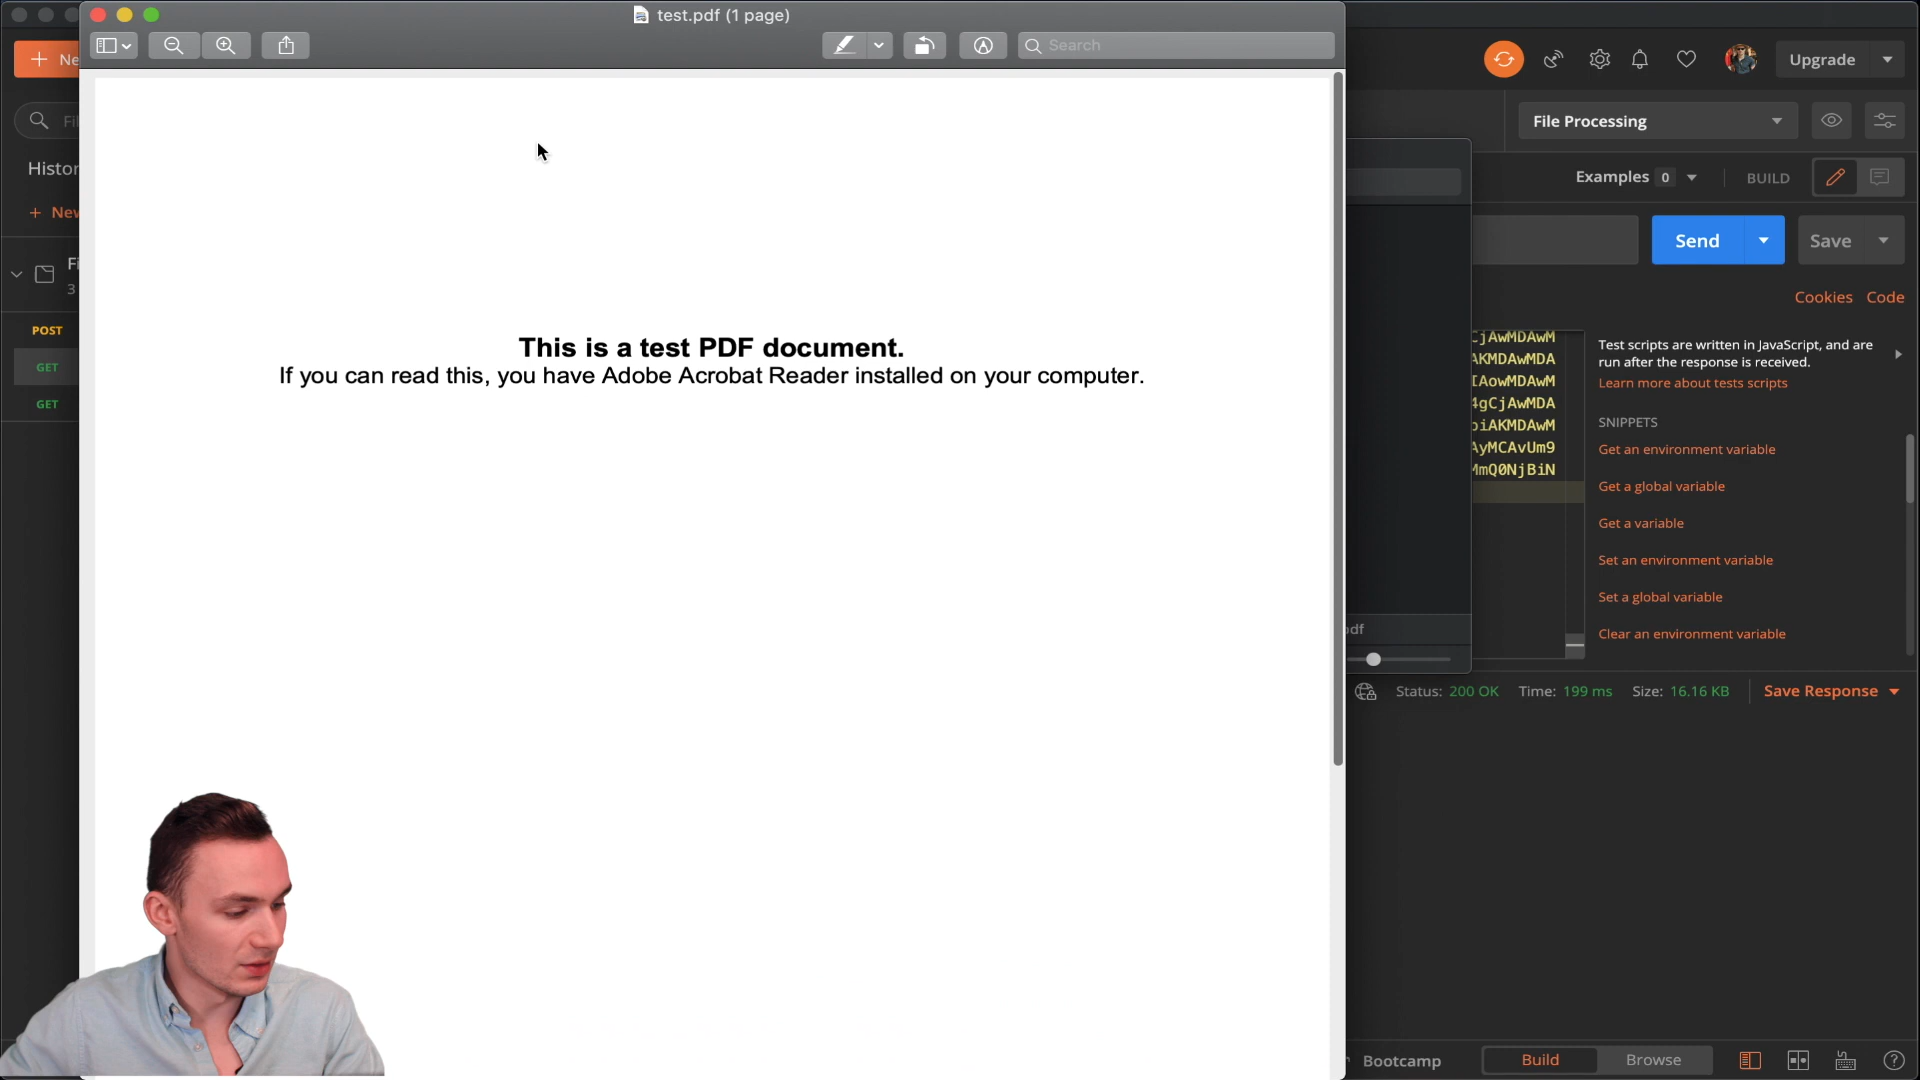 test.pdf (1 page)
Search
Upgrade
File Processing
Examples 0
BUILD
Send
Save
Cookies Code
POST
GET
GET
3
This is a test PDF document.
If you can read this, you have Adobe Acrobat Reader installed on your computer.
CjAwMDAwM
AKMDAwMDA
IAowMDAwM
4gCjAwMDA
biAKMDAwM
AyMCAvUm9
MmQ0NjBiN
Test scripts are written in JavaScript, and are
run after the response is received.
Learn more about tests scripts
SNIPPETS
Get an environment variable
Get a global variable
Get a variable
Set an environment variable
Set a global variable
Clear an environment variable
Status: 200 OK Time: 199 ms Size: 16.16 KB Save Response
Bootcamp
Build
Browse